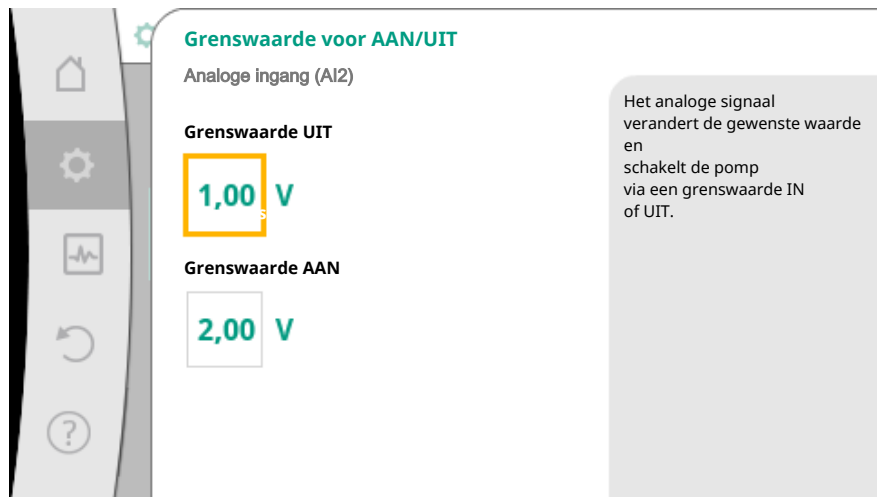 Grenswaarde voor AAN/UIT
Analoge ingang (AI2)
Grenswaarde UIT
1,00 V
s
Grenswaarde AAN
2,00 V
Het analoge signaal
verandert de gewenste waarde
en
schakelt de pomp
via een grenswaarde IN
of UIT.
?